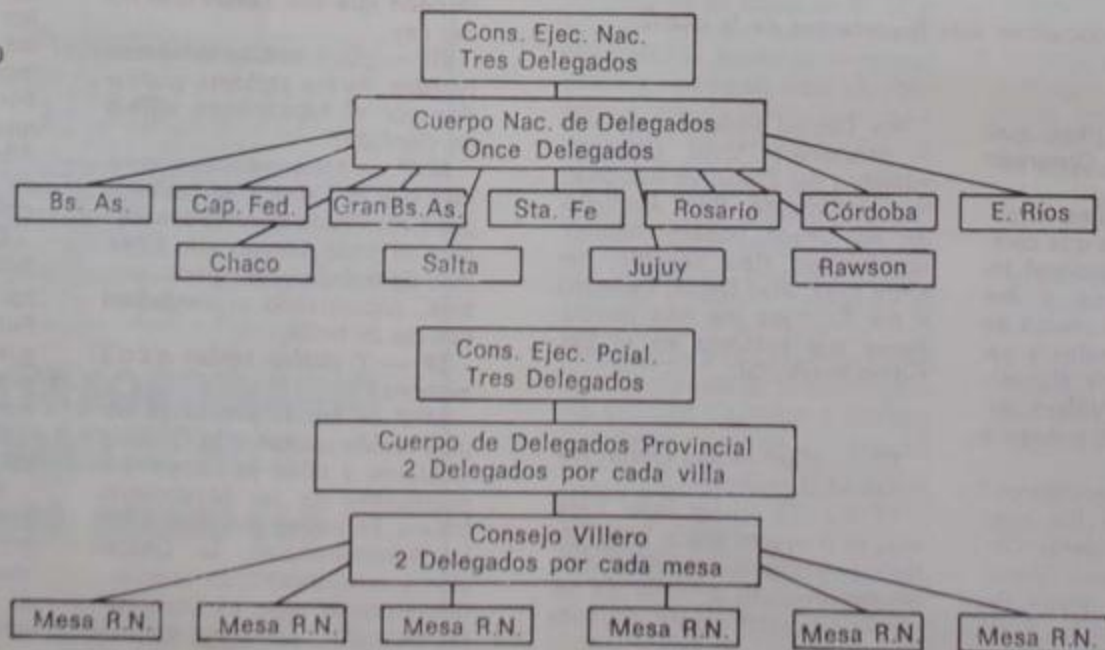 Cons. Ejec. Nac.
Tres Delegados
Cuerpo Nac. de Delegados
Once Delegados
Bs. As.
Cap. Fed.
Gran Bs. As.
Sta. Fe
Rosario
Córdoba
E. Ríos
Chaco
Salta
Jujuy
Rawson
Cons. Ejec. Pcial.
Tres Delegados
Cuerpo de Delegados Provincial
2 Delegados por cada villa
Consejo Villero
2 Delegados por cada mesa
Mesa R.N.
Mesa R.N.
Mesa R.N.
Mesa R.N.
Mesa R.N.
Mesa R.N.